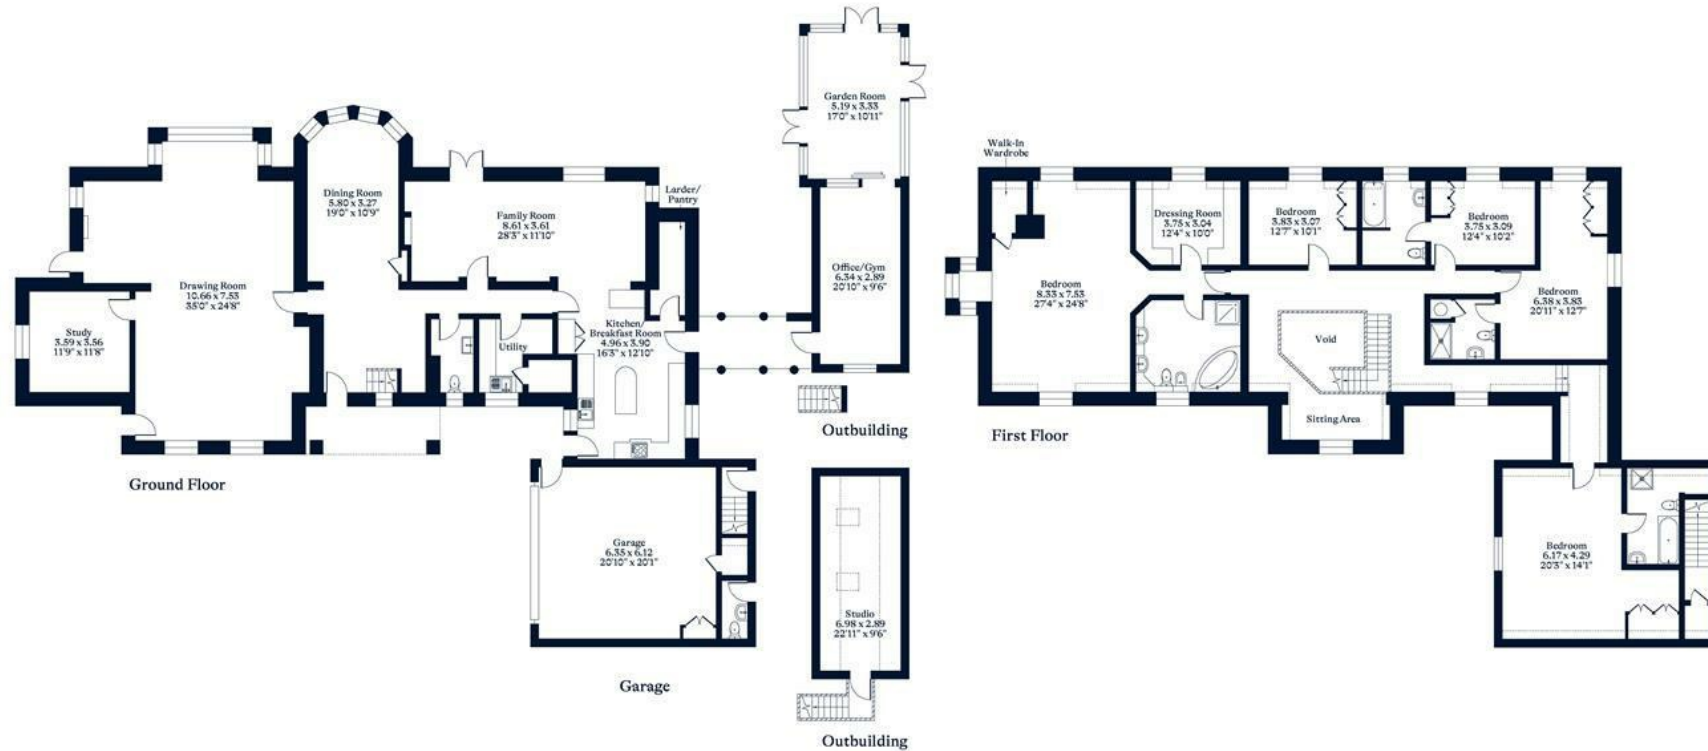 Drawing Room
10.66 x 7.53
35'0" x 24'8"
Study
3.59 x 3.56
11'9" x 11'8"
Dining Room
5.80 x 3.27
19'0" x 10'9"
Family Room
8.61 x 3.61
28'3" x 11'10"
Larder/
Pantry
Utility
Kitchen/
Breakfast Room
4.96 x 3.90
16'3" x 12'10"
Ground Floor
Garage
6.35 x 6.12
20'10" x 20'1"
Garage
Garden Room
5.19 x 3.33
17'0" x 10'11"
Office/Gym
6.34 x 2.89
20'10" x 9'6"
Outbuilding
Studio
6.98 x 2.89
22'11" x 9'6"
Outbuilding
Walk-In
Wardrobe
Bedroom
8.33 x 7.53
27'4" x 24'8"
Dressing Room
3.75 x 3.04
12'4" x 10'0"
Bedroom
3.83 x 3.07
12'7" x 10'1"
Bedroom
3.75 x 3.09
12'4" x 10'2"
Bedroom
6.38 x 3.83
20'11" x 12'7"
Void
Sitting Area
First Floor
Bedroom
6.17 x 4.29
20'3" x 14'1"